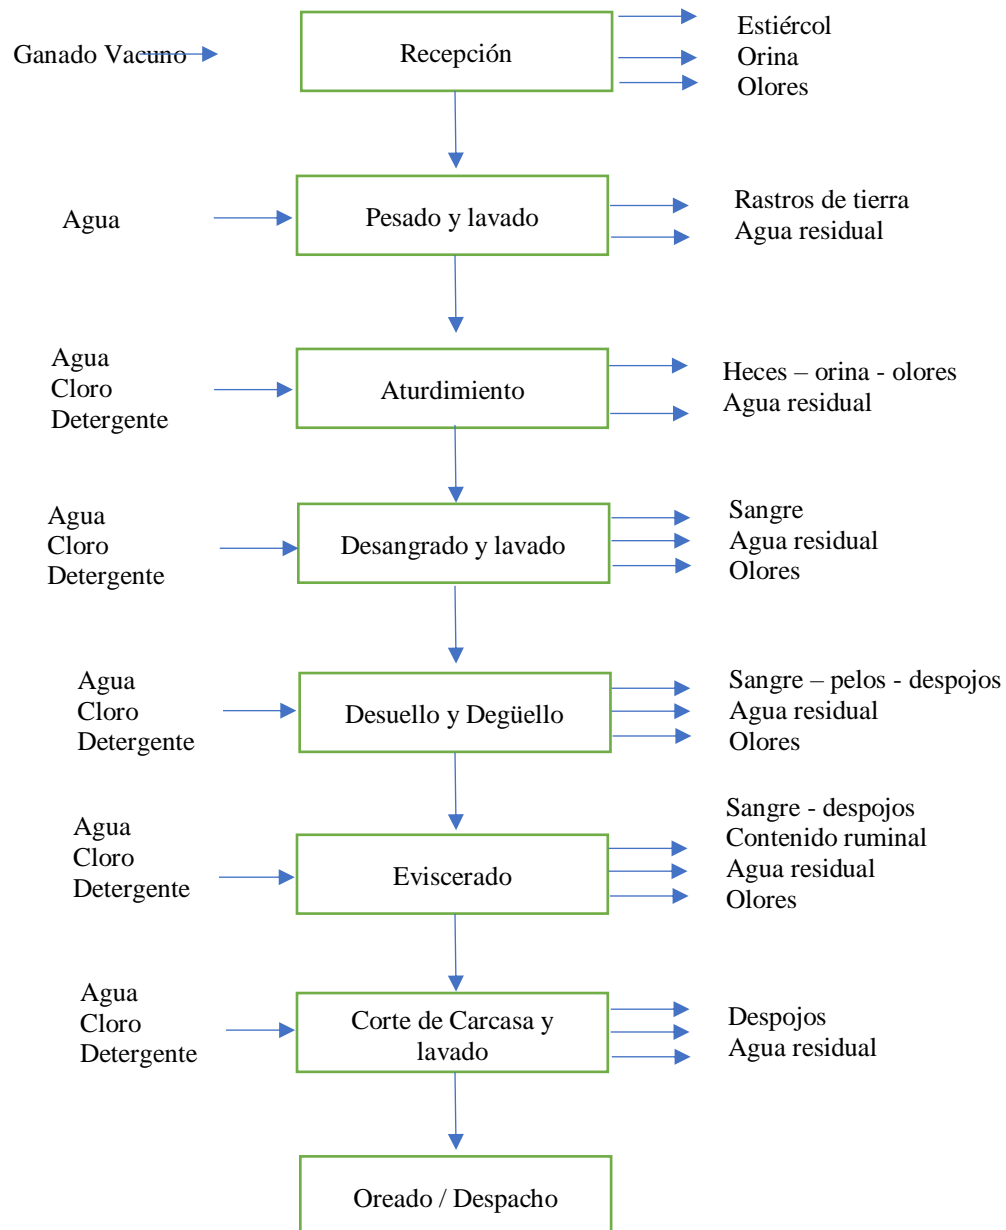 Ganado Vacuno
Recepción
Estiércol
Orina
Olores
Agua
Pesado y lavado
Rastros de tierra
Agua residual
Agua
Cloro
Detergente
Aturdimiento
Heces – orina - olores
Agua residual
Agua
Cloro
Detergente
Desangrado y lavado
Sangre
Agua residual
Olores
Agua
Cloro
Detergente
Desuello y Degüello
Sangre – pelos - despojos
Agua residual
Olores
Agua
Cloro
Detergente
Eviscerado
Sangre - despojos
Contenido ruminal
Agua residual
Olores
Agua
Cloro
Detergente
Corte de Carcasa y
lavado
Despojos
Agua residual
Oreado / Despacho